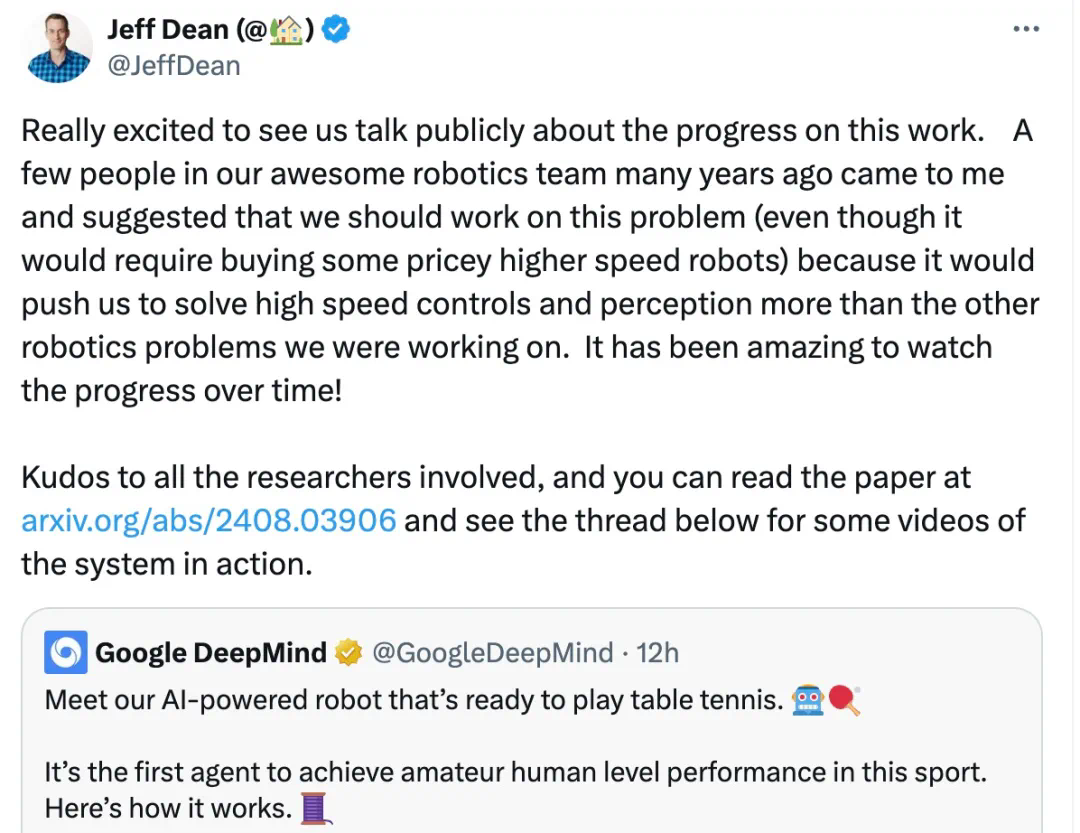 Jeff Dean (@🏡)
@JeffDean
Really excited to see us talk publicly about the progress on this work. A
few people in our awesome robotics team many years ago came to me
and suggested that we should work on this problem (even though it
would require buying some pricey higher speed robots) because it would
push us to solve high speed controls and perception more than the other
robotics problems we were working on. It has been amazing to watch
the progress over time!
Kudos to all the researchers involved, and you can read the paper at
arxiv.org/abs/2408.03906 and see the thread below for some videos of
the system in action.
Google DeepMind @GoogleDeepMind · 12h
Meet our AI-powered robot that’s ready to play table tennis. 🤖🏓
It’s the first agent to achieve amateur human level performance in this sport.
Here’s how it works. 🧵